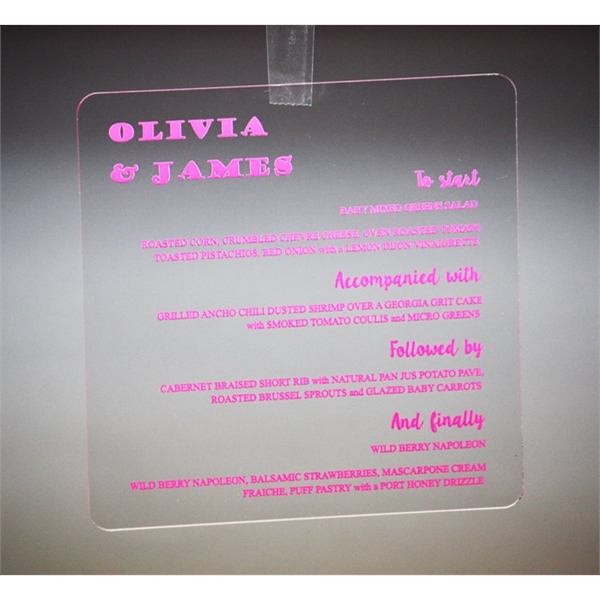 OLIVIA
& JAMES
To start
BABY MIXED GREENS SALAD
ROASTED CORN, CRUMBLED CHEVRE CHEESE, OVEN ROASTED TOMATO
TOASTED PISTACHIOS, RED ONION with a LEMON DIJON VINAIGRETTE
Accompanied with
GRILLED ANCHO CHILI DUSTED SHRIMP OVER A GEORGIA GRIT CAKE
with SMOKED TOMATO COULIS and MICRO GREENS
Followed by
CABERNET BRAISED SHORT RIB with NATURAL PAN JUS POTATO PAVE,
ROASTED BRUSSEL SPROUTS and GLAZED BABY CARROTS
And finally
WILD BERRY NAPOLEON
WILD BERRY NAPOLEON, BALSAMIC STRAWBERRIES, MASCARPONE CREAM
FRAICHE, PUFF PASTRY with a PORT HONEY DRIZZLE